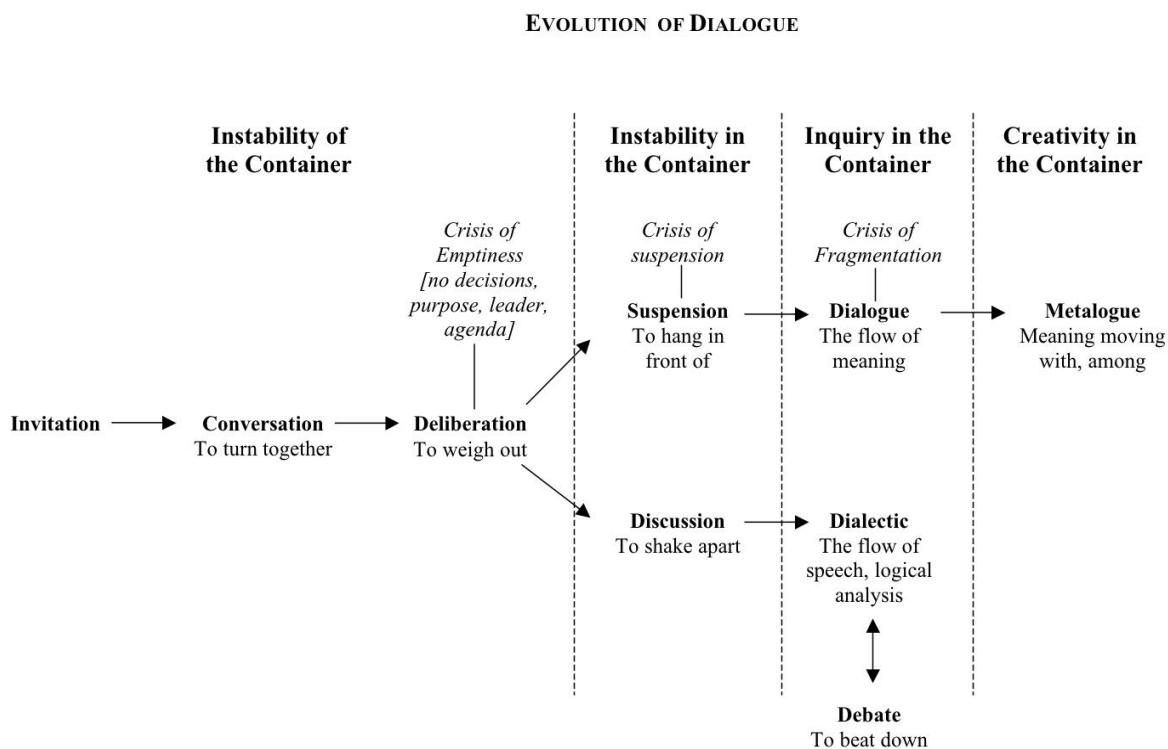 EVOLUTION OF DIALOGUE
Instability of
the Container
Instability in
the Container
Inquiry in the
Container
Creativity in
the Container
Crisis of
Emptiness
[no decisions,
purpose, leader,
agenda]
Crisis of
suspension
Crisis of
Fragmentation
Suspension
To hang in
front of
Dialogue
The flow of
meaning
Metalogue
Meaning moving
with, among
Invitation
Conversation
To turn together
Deliberation
To weigh out
Discussion
To shake apart
Dialectic
The flow of
speech, logical
analysis
Debate
To beat down